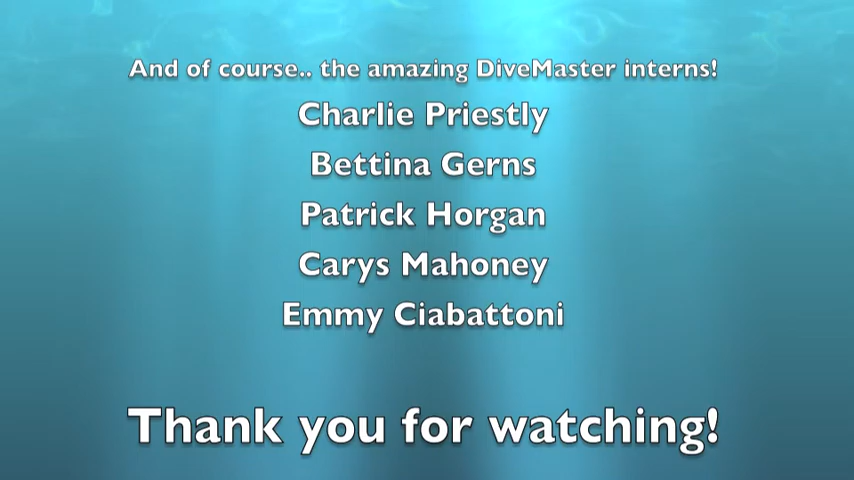 And of course.. the amazing DiveMaster interns!
Charlie Priestly
Bettina Gerns
Patrick Horgan
Carys Mahoney
Emmy Ciabattoni
Thank you for watching!